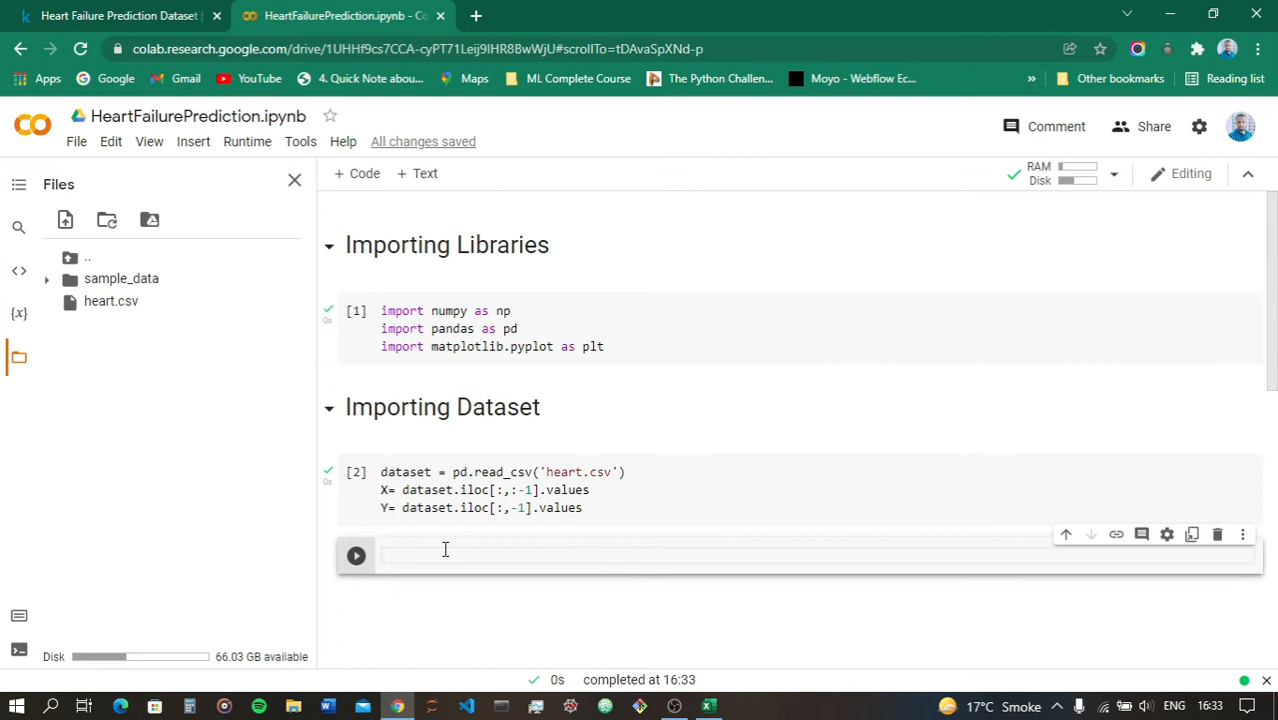 Heart Failure Prediction Dataset
HeartFailurePrediction.ipynb - Co
colab.research.google.com/drive/1UHHf9cs7CCA-cyPT71Leij9IHR8BwWjU#scrollTo=tDAvaSpXNd-p
Apps
Google
Gmail
YouTube
4. Quick Note abou...
Maps
ML Complete Course
The Python Challen...
Moyo - Webflow Ec...
»
Other bookmarks
Reading list
HeartFailurePrediction.ipynb
Comment
Share
File Edit View Insert Runtime Tools Help All changes saved
Files
+ Code + Text
RAM
Disk
Editing
..
sample_data
heart.csv
{x}
Importing Libraries
[1] import numpy as np
0s
import pandas as pd
import matplotlib.pyplot as plt
Importing Dataset
[2] dataset = pd.read_csv('heart.csv')
0s
X= dataset.iloc[:,:-1].values
Y= dataset.iloc[:,-1].values
Disk 66.03 GB available
0s completed at 16:33
17°C Smoke
ENG
16:33